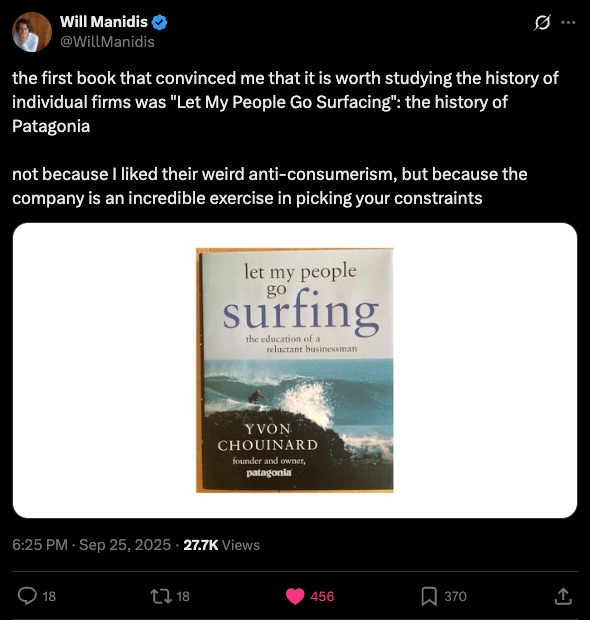 Will Manidis
@WillManidis
the first book that convinced me that it is worth studying the history of
individual firms was "Let My People Go Surfacing": the history of
Patagonia
not because I liked their weird anti-consumerism, but because the
company is an incredible exercise in picking your constraints
let my people
go
surfing
the education of a
reluctant businessman
YVON
CHOUINARD
founder and owner,
patagonia
6:25 PM · Sep 25, 2025 · 27.7K Views
18 18 456 370